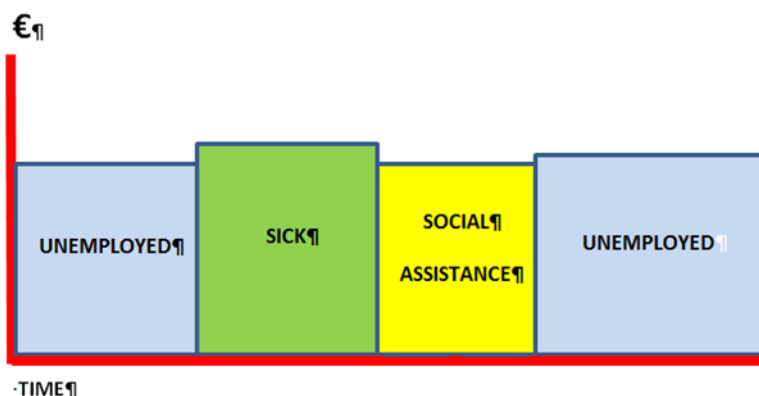 €¶
UNEMPLOYED¶
SICK¶
SOCIAL¶
ASSISTANCE¶
UNEMPLOYED¶
·TIME¶